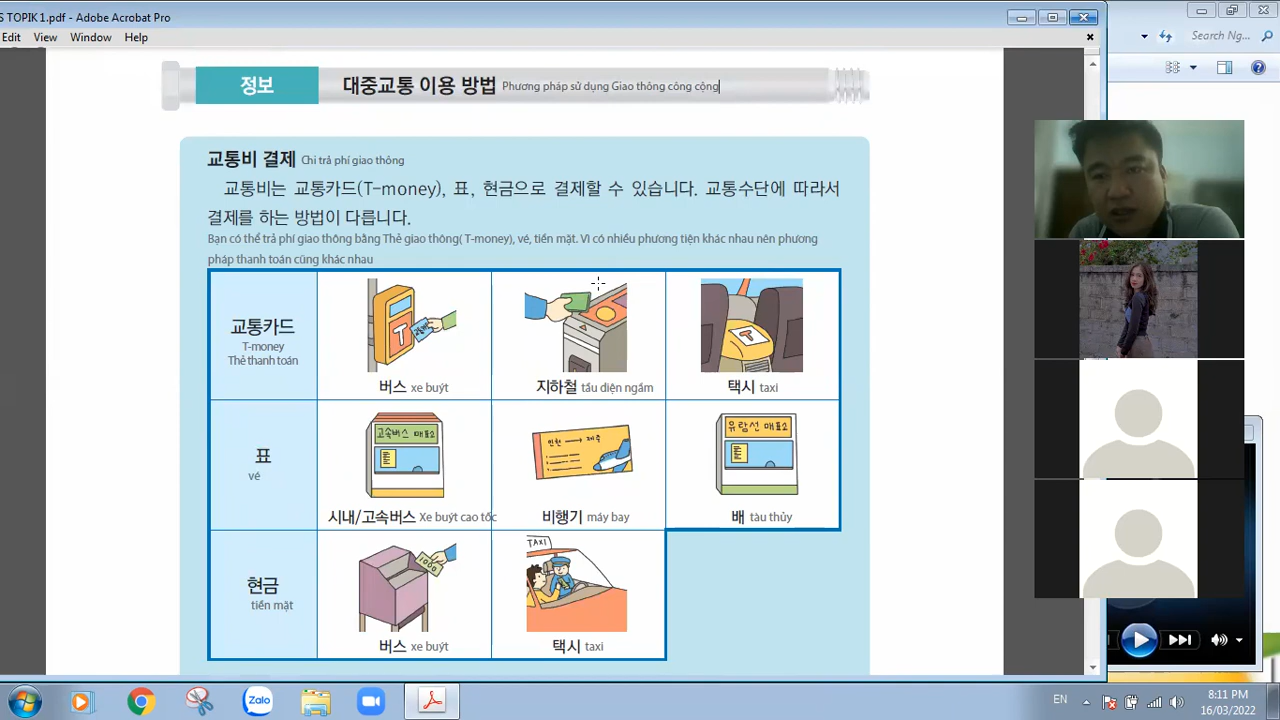 S TOPIK 1.pdf - Adobe Acrobat Pro
Edit View Window Help
Search Ng...
정보 대중교통 이용 방법 Phương pháp sử dụng Giao thông công cộng
교통비 결제 Chi trả phí giao thông
교통비는 교통카드(T-money), 표, 현금으로 결제할 수 있습니다. 교통수단에 따라서
결제를 하는 방법이 다릅니다.
Bạn có thể trả phí giao thông bằng Thẻ giao thông( T-money), vé, tiền mặt. Vì có nhiều phương tiện khác nhau nên phương
pháp thanh toán cũng khác nhau
교통카드
T-money
Thẻ thanh toán
T
T
버스 xe buýt
지하철 tầu điện ngầm
택시 taxi
표
vé
고속버스 매표소
인천 → 제주
유람선 매표소
시내/고속버스 Xe buýt cao tốc
비행기 máy bay
배 tàu thủy
현금
tiền mặt
1000
TAXI
버스 xe buýt
택시 taxi
Zalo
EN
8:11 PM
16/03/2022